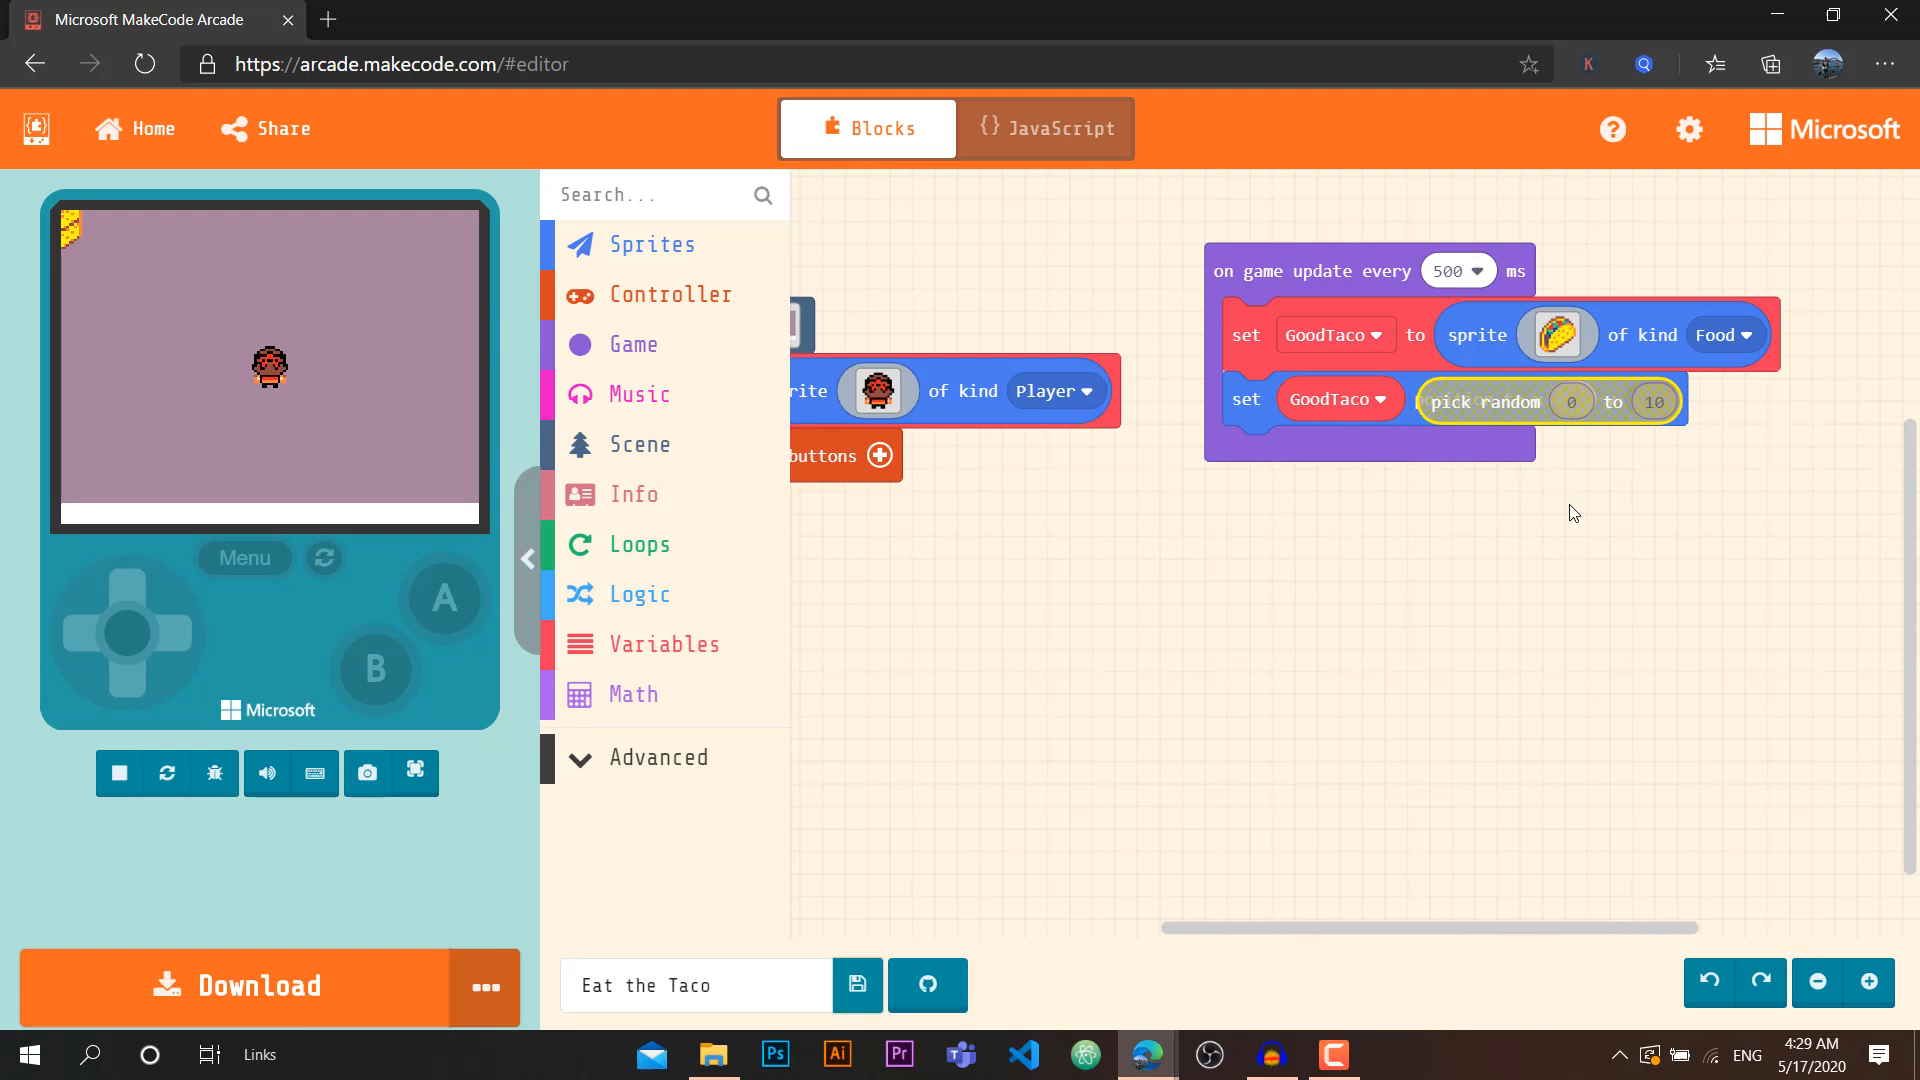 Microsoft MakeCode Arcade
https://arcade.makecode.com/#editor
K
Home
Share
Blocks
{} JavaScript
Microsoft
Search...
Sprites
Controller
Game
Music
Scene
Info
Loops
Logic
Variables
Math
Advanced
Menu
A
B
Microsoft
on game update every 500 ms
set GoodTaco to sprite of kind Food
set GoodTaco pick random 0 to 10
rite of kind Player
buttons
Download
Eat the Taco
Links
Ps
Ai
Pr
ENG
4:29 AM
5/17/2020